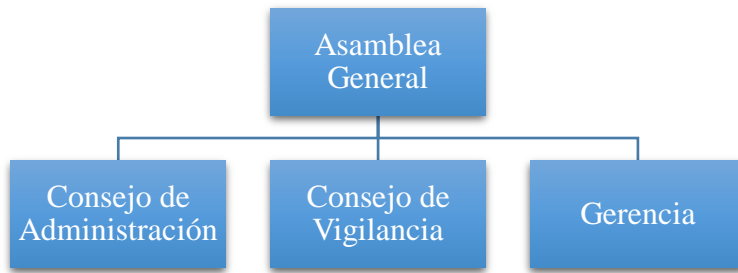 Asamblea
General
Consejo de
Administración
Consejo de
Vigilancia
Gerencia